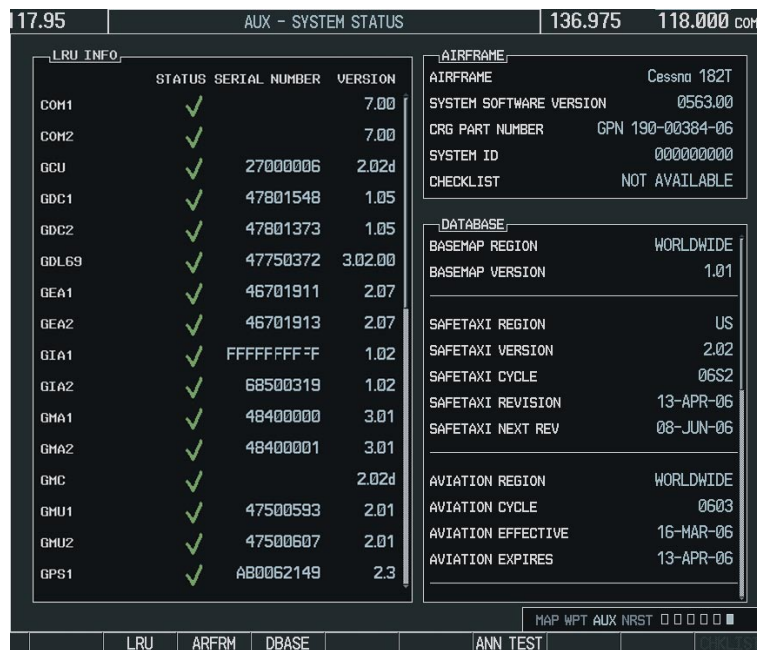 117.95 AUX - SYSTEM STATUS 136.975 118.000 COM
LRU INFO
STATUS SERIAL NUMBER VERSION
COM1 7.00
COM2 7.00
GCU 27000006 2.02d
GDC1 47801548 1.05
GDC2 47801373 1.05
GDL69 47750372 3.02.00
GEA1 46701911 2.07
GEA2 46701913 2.07
GIA1 FFFFFFFFFF 1.02
GIA2 68500319 1.02
GMA1 48400000 3.01
GMA2 48400001 3.01
GMC 2.02d
GMU1 47500593 2.01
GMU2 47500607 2.01
GPS1 AB0062149 2.3
AIRFRAME
AIRFRAME Cessna 182T
SYSTEM SOFTWARE VERSION 0563.00
CRG PART NUMBER GPN 190-00384-06
SYSTEM ID 000000000
CHECKLIST NOT AVAILABLE
DATABASE
BASEMAP REGION WORLDWIDE
BASEMAP VERSION 1.01
SAFETAXI REGION US
SAFETAXI VERSION 2.02
SAFETAXI CYCLE 06S2
SAFETAXI REVISION 13-APR-06
SAFETAXI NEXT REV 08-JUN-06
AVIATION REGION WORLDWIDE
AVIATION CYCLE 0603
AVIATION EFFECTIVE 16-MAR-06
AVIATION EXPIRES 13-APR-06
MAP WPT AUX NRST
LRU ARFRM DBASE ANN TEST CHKLIST